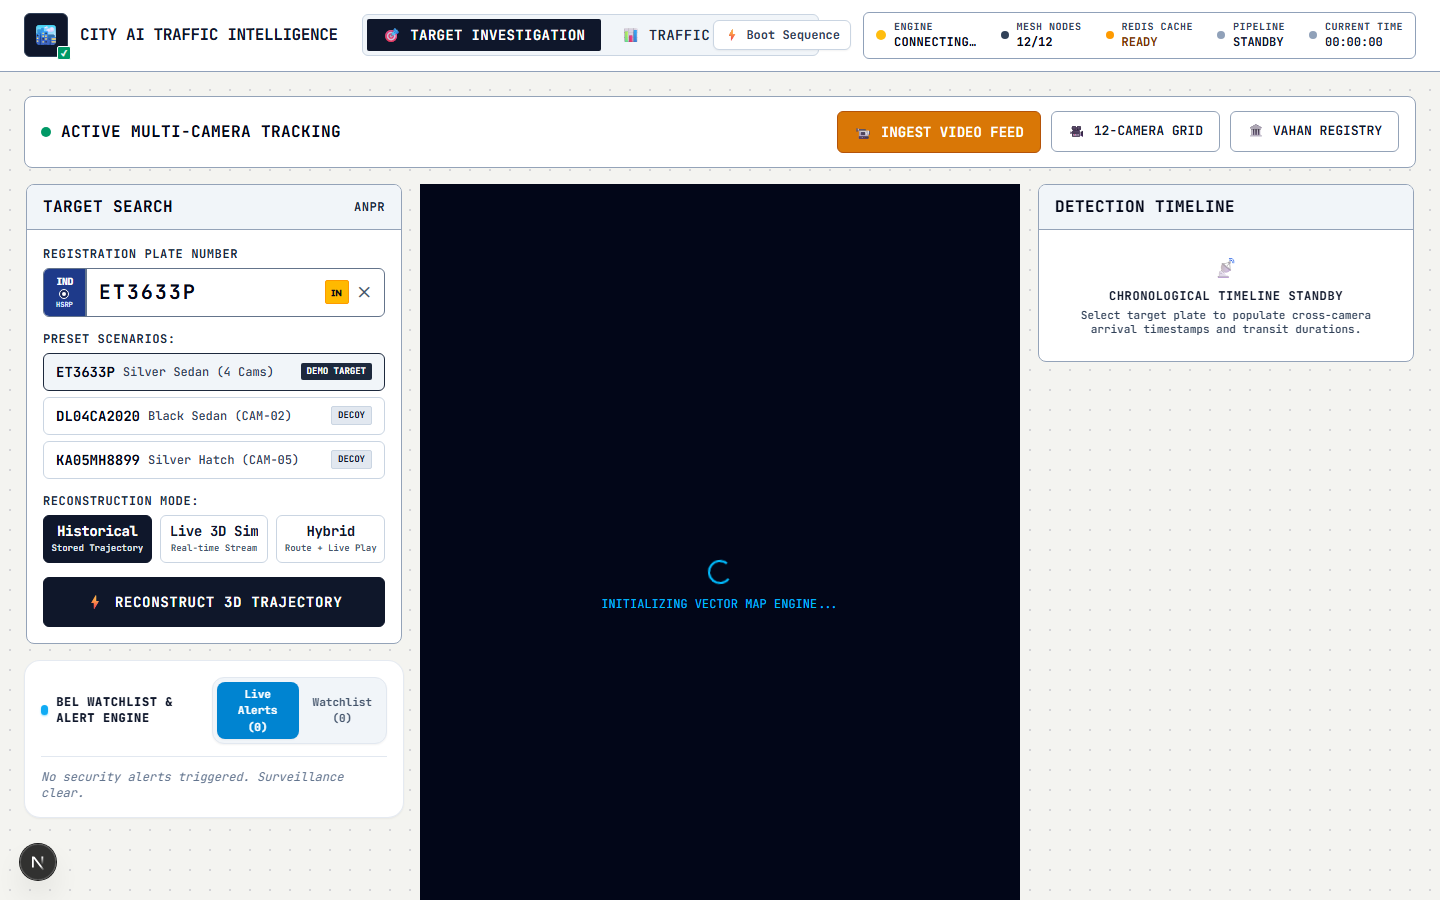 CITY AI TRAFFIC INTELLIGENCE
TARGET INVESTIGATION
TRAFFIC
Boot Sequence
ENGINE
CONNECTING…
MESH NODES
12/12
REDIS CACHE
READY
PIPELINE
STANDBY
CURRENT TIME
00:00:00
ACTIVE MULTI-CAMERA TRACKING
INGEST VIDEO FEED
12-CAMERA GRID
VAHAN REGISTRY
TARGET SEARCH
ANPR
REGISTRATION PLATE NUMBER
IND
HSRP
ET3633P
IN
PRESET SCENARIOS:
ET3633P Silver Sedan (4 Cams)
DEMO TARGET
DL04CA2020 Black Sedan (CAM-02)
DECOY
KA05MH8899 Silver Hatch (CAM-05)
DECOY
RECONSTRUCTION MODE:
Historical
Stored Trajectory
Live 3D Sim
Real-time Stream
Hybrid
Route + Live Play
RECONSTRUCT 3D TRAJECTORY
BEL WATCHLIST &
ALERT ENGINE
Live
Alerts
(0)
Watchlist
(0)
No security alerts triggered. Surveillance
clear.
N
INITIALIZING VECTOR MAP ENGINE...
DETECTION TIMELINE
CHRONOLOGICAL TIMELINE STANDBY
Select target plate to populate cross-camera
arrival timestamps and transit durations.